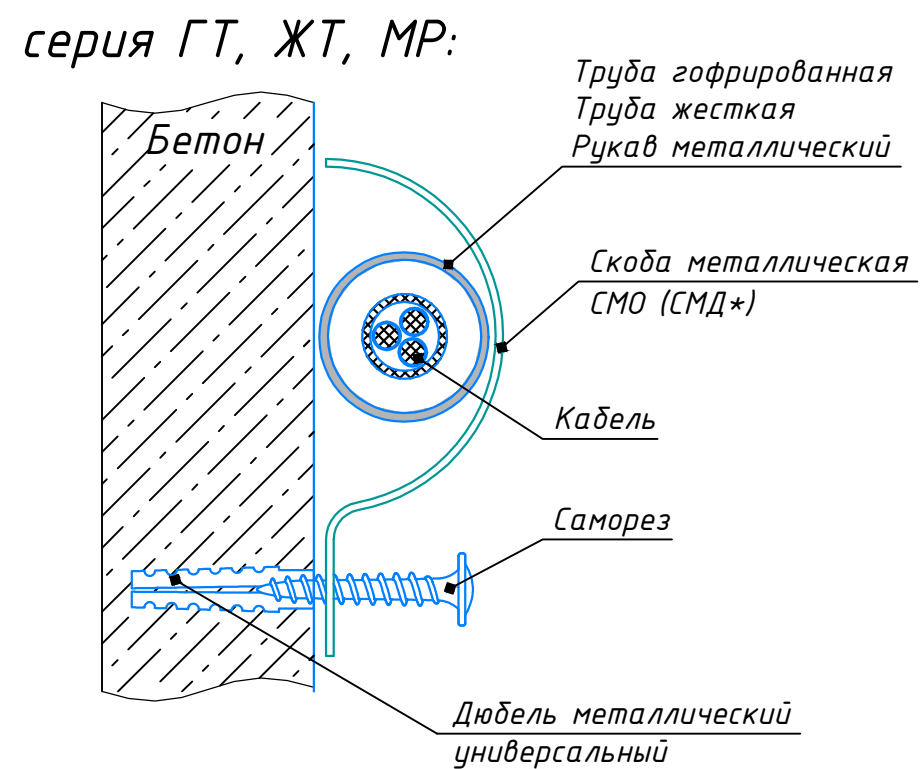 серия ГТ, ЖТ, МР:
Труба гофрированная
Труба жесткая
Рукав металлический
Бетон
Скоба металлическая
СМО (СМД*)
Кабель
Саморез
Дюбель металлический
универсальный